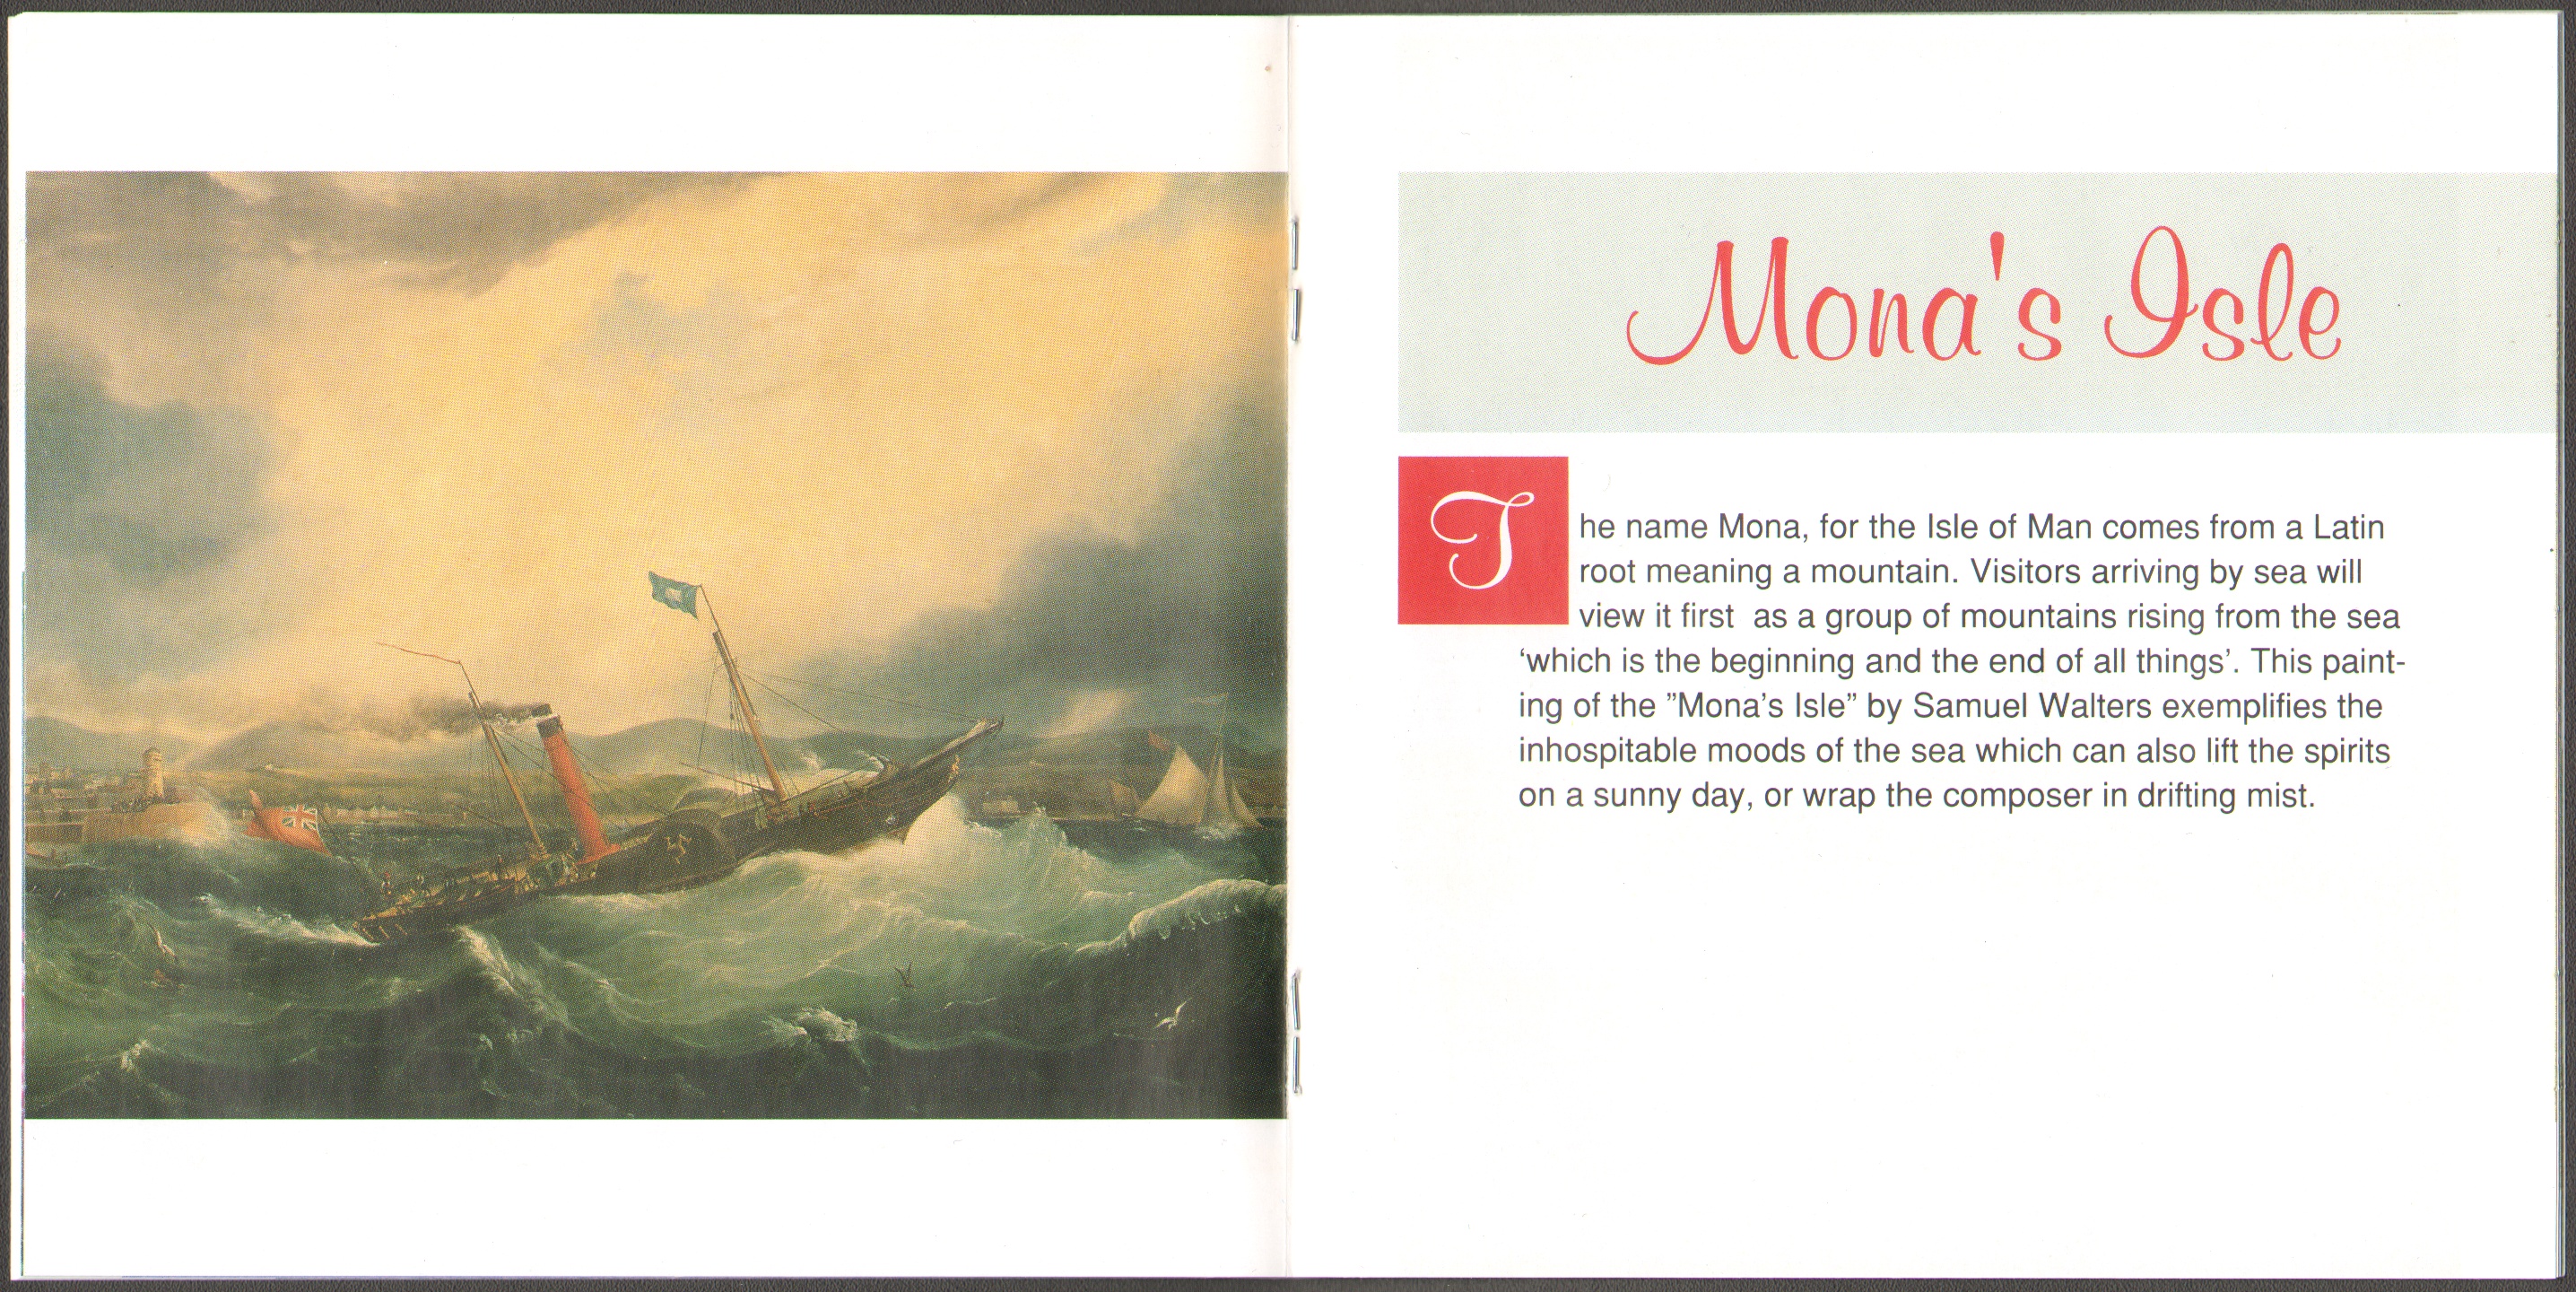 Mona's Isle
The name Mona, for the Isle of Man comes from a Latin
root meaning a mountain. Visitors arriving by sea will
view it first  as a group of mountains rising from the sea
‘which is the beginning and the end of all things’. This paint-
ing of the ”Mona’s Isle” by Samuel Walters exemplifies the
inhospitable moods of the sea which can also lift the spirits
on a sunny day, or wrap the composer in drifting mist.